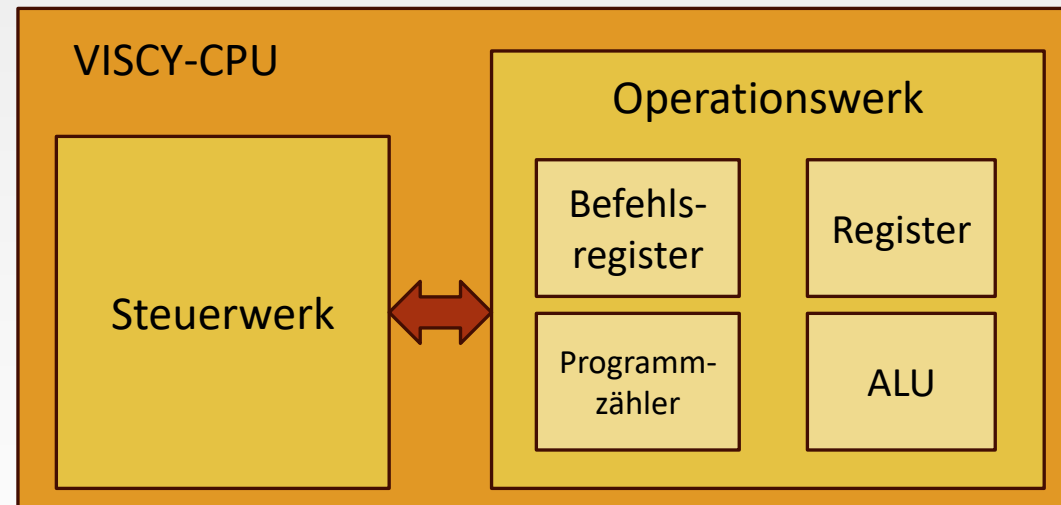 VISCY-CPU
Operationswerk
Steuerwerk
Befehls-
register
Register
Programm-
zähler
ALU